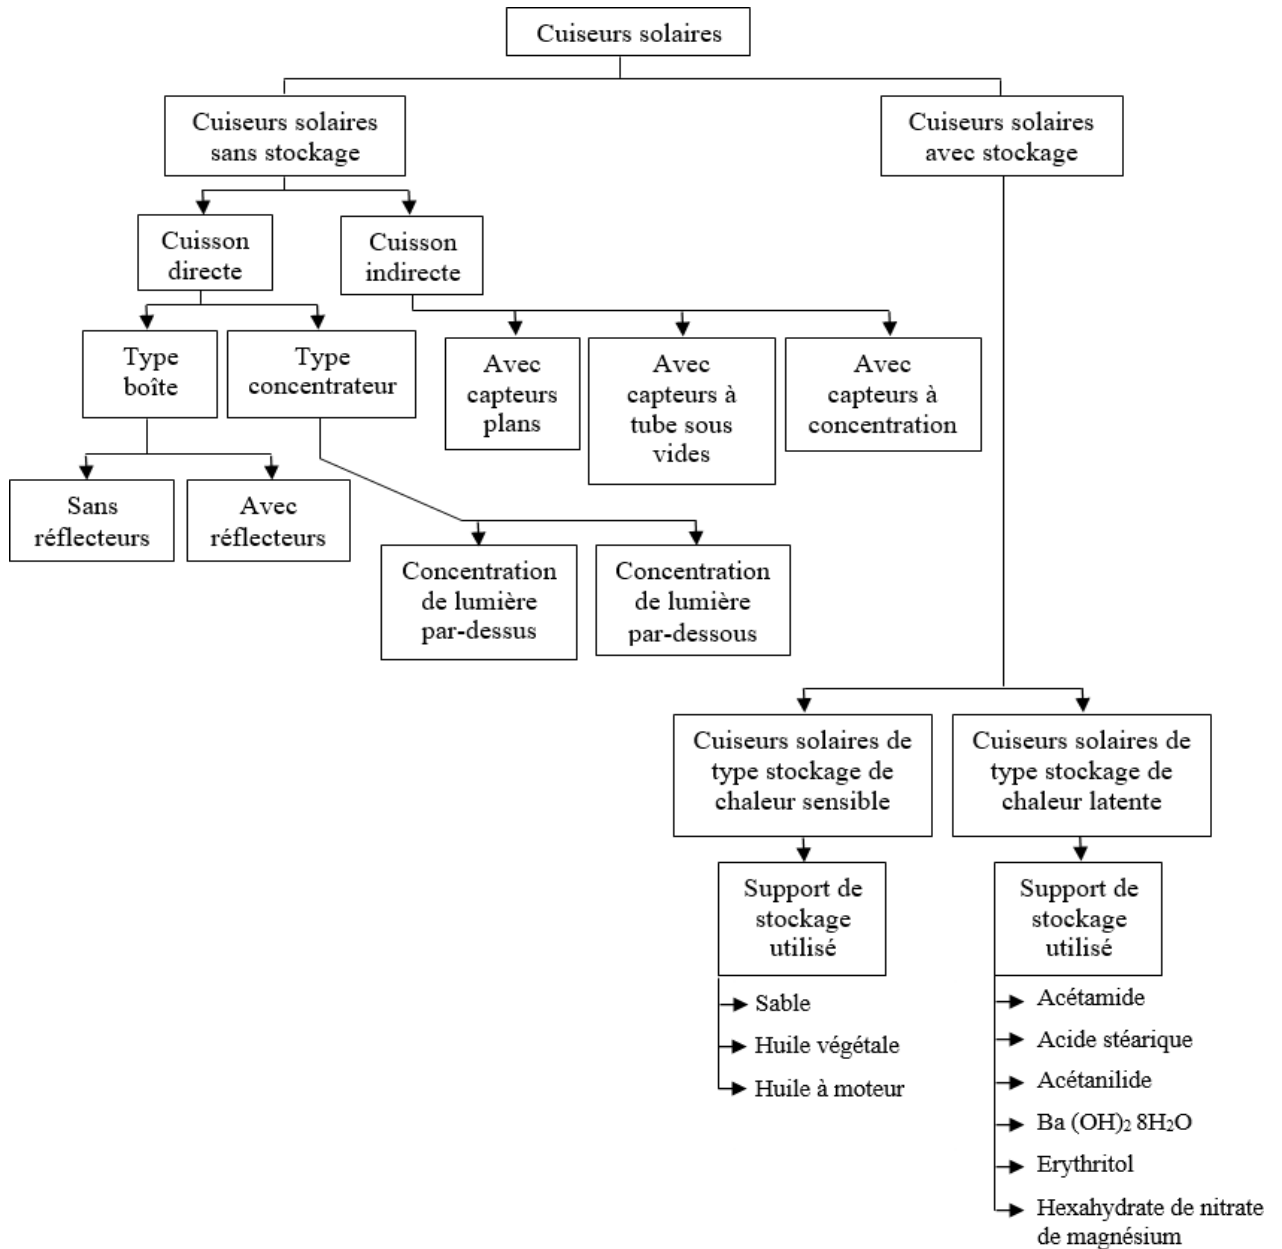 Cuiseurs solaires
Cuiseurs solaires
sans stockage
Cuiseurs solaires
avec stockage
Cuisson
directe
Cuisson
indirecte
Type
boîte
Type
concentrateur
Avec
capteurs
plans
Avec
capteurs à
tube sous
vides
Avec
capteurs à
concentration
Sans
réflecteurs
Avec
réflecteurs
Concentration
de lumière
par-dessus
Concentration
de lumière
par-dessous
Cuiseurs solaires de
type stockage de
chaleur sensible
Cuiseurs solaires de
type stockage de
chaleur latente
Support de
stockage
utilisé
Support de
stockage
utilisé
Sable
Huile végétale
Huile à moteur
Acétamide
Acide stéarique
Acétanilide
Ba (OH)₂ 8H₂O
Erythritol
Hexahydrate de nitrate
de magnésium